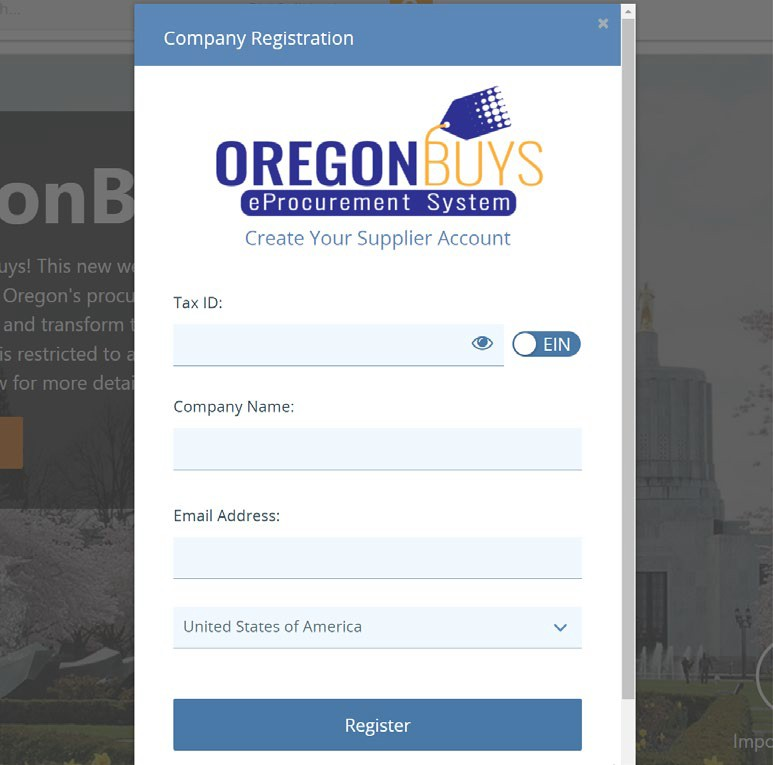 h...
Company Registration
×
OREGONBUYS
eProcurement System
Create Your Supplier Account
onB
uys! This new we
Oregon's procu
and transform t
is restricted to a
w for more detai
Tax ID:
EIN
Company Name:
Email Address:
United States of America
Register
Impo